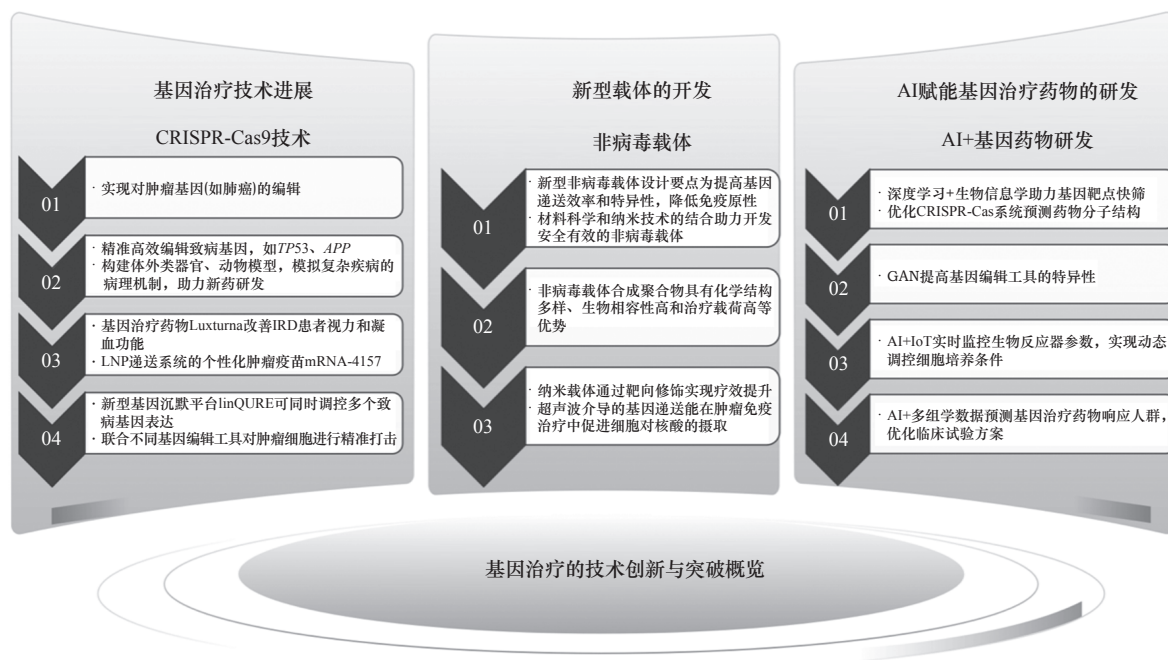 基因治疗技术进展
CRISPR-Cas9技术
01
· 实现对肿瘤基因(如肺癌)的编辑
02
· 精准高效编辑致病基因，如TP53、APP
· 构建体外类器官、动物模型，模拟复杂疾病的
病理机制，助力新药研发
03
· 基因治疗药物Luxturna改善IRD患者视力和凝
血功能
· LNP递送系统的个性化肿瘤疫苗mRNA-4157
04
· 新型基因沉默平台linQURE可同时调控多个致
病基因表达
· 联合不同基因编辑工具对肿瘤细胞进行精准打击
新型载体的开发
非病毒载体
01
· 新型非病毒载体设计要点为提高基因
递送效率和特异性，降低免疫原性
· 材料科学和纳米技术的结合助力开发
安全有效的非病毒载体
02
· 非病毒载体合成聚合物具有化学结构
多样、生物相容性高和治疗载荷高等
优势
03
· 纳米载体通过靶向修饰实现疗效提升
· 超声波介导的基因递送能在肿瘤免疫
治疗中促进细胞对核酸的摄取
AI赋能基因治疗药物的研发
AI+基因药物研发
01
· 深度学习+生物信息学助力基因靶点快筛
· 优化CRISPR-Cas系统预测药物分子结构
02
· GAN提高基因编辑工具的特异性
03
· AI+IoT实时监控生物反应器参数，实现动态
调控细胞培养条件
04
· AI+多组学数据预测基因治疗药物响应人群，
优化临床试验方案
基因治疗的技术创新与突破概览